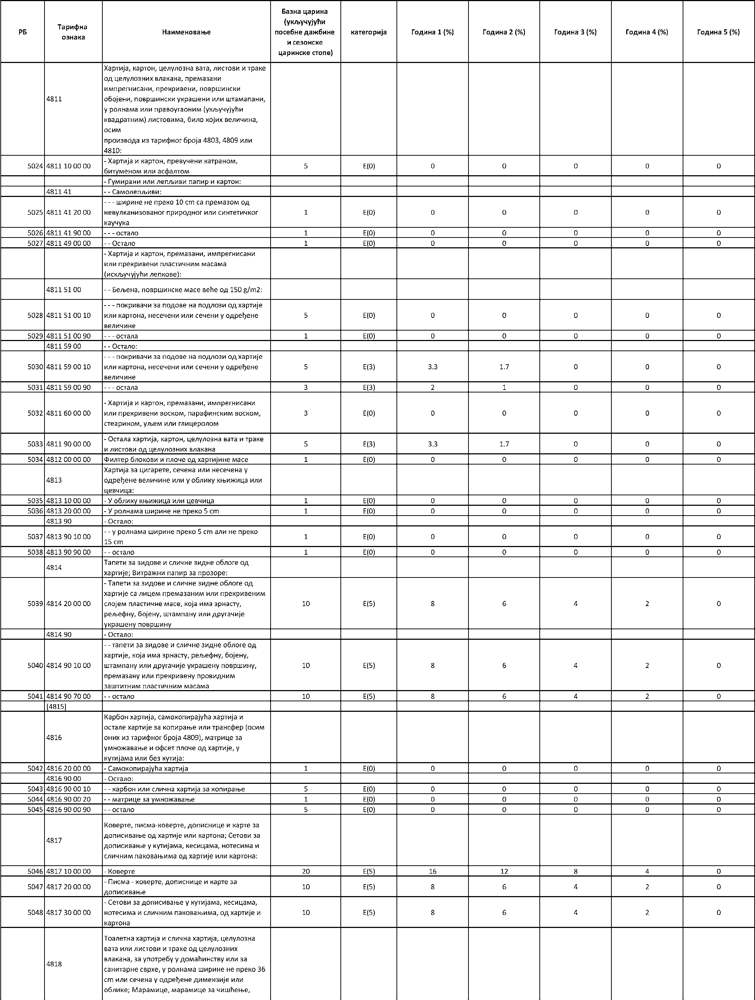 РБ Тарифна ознака Наименовање Базна царина (укључујући посебне дажбине и сезонске царинске стопе) категорија Година 1 (%) Година 2 (%) Година 3 (%) Година 4 (%) Година 5 (%)
4811 Хартија, картон, целулозна вата, листови и траке
од целулозних влакана, премазани
импрегнисани, прекривени, површински
обојени, површински украшени или штамапани,
у ролнама или правоугаоним (укључујући
квадратним) листовима, било којих величина,
осим
производа из тарифног броја 4803, 4809 или
4810:
5024 4811 10 00 00 - Хартија и картон, превучени катраном,
битуменом или асфалтом 5 E(0) 0 0 0 0 0
- Гумирани или лепљиви папир и картон:
4811 41 - - Самолепљиви:
5025 4811 41 20 00 - - - ширине не преко 10 cm са премазом од
невулканизованог природног или синтетичког
каучука 1 E(0) 0 0 0 0 0
5026 4811 41 90 00 - - - остало 1 E(0) 0 0 0 0 0
5027 4811 49 00 00 - - Остало 1 E(0) 0 0 0 0 0
- Хартија и картон, премазани, импрегнисани
или прекривени пластичним масама
(искључујући лепкове):
4811 51 00 - - Бељена, површинске масе веће од 150 g/m2:
5028 4811 51 00 10 - - - покривачи за подове на подлози од хартије
или картона, несечени или сечени у одређене
величине 5 E(0) 0 0 0 0 0
5029 4811 51 00 90 - - - остала 1 E(0) 0 0 0 0 0
4811 59 00 - - Остало:
5030 4811 59 00 10 - - - покривачи за подове на подлози од хартије
или картона, несечени или сечени у одређене
величине 5 E(3) 3.3 1.7 0 0 0
5031 4811 59 00 90 - - - остала 3 E(3) 2 1 0 0 0
5032 4811 60 00 00 - Хартија и картон, премазани, импрегнисани
или прекривени воском, парафинским воском,
стеарином, уљем или глицеролом 3 E(0) 0 0 0 0 0
5033 4811 90 00 00 - Остала хартија, картон, целулозна вата и траке
и листови од целулозних влакана 5 E(3) 3.3 1.7 0 0 0
5034 4812 00 00 00 Филтер блокови и плоче од хартијине масе 1 E(0) 0 0 0 0 0
4813 Хартија за цигарете, сечена или несечена у
одређене величине или у облику књижица или
цевчица:
5035 4813 10 00 00 - У облику књижица или цевчица 1 E(0) 0 0 0 0 0
5036 4813 20 00 00 - У ролнама ширине не преко 5 cm 1 E(0) 0 0 0 0 0
4813 90 - Остало:
5037 4813 90 10 00 - - у ролнама ширине преко 5 cm али не преко
15 cm 1 E(0) 0 0 0 0 0
5038 4813 90 90 00 - - остало 1 E(0) 0 0 0 0 0
4814 Тапети за зидове и сличне зидне облоге од
хартије; Витражни папир за прозоре:
5039 4814 20 00 00 - Тапети за зидове и сличне зидне облоге од
хартије са лицем премазаним или прекривеним
слојем пластичне масе, која има зрнасту,
рељефну, бојену, штампану или другачије
украшену површину 10 E(5) 8 6 4 2 0
4814 90 - Остало:
5040 4814 90 10 00 - - тапети за зидове и сличне зидне облоге од
хартије, која има зрнасту, рељефну, бојену,
штампану или другачије украшену површину,
премазану или прекривену провидним
заштитним пластичним масама 10 E(5) 8 6 4 2 0
5041 4814 90 70 00 - - остало 10 E(5) 8 6 4 2 0
[4815]
4816 Карбон хартија, самокопирајућа хартија и
остале хартије за копирање или трансфер (осим
оних из тарифног броја 4809), матрице за
умножавање и офсет плоче од хартије, у
кутијама или без кутија:
5042 4816 20 00 00 - Самокопирајућа хартија 1 E(0) 0 0 0 0 0
4816 90 00 - Остало:
5043 4816 90 00 10 - - карбон или слична хартија за копирање 5 E(0) 0 0 0 0 0
5044 4816 90 00 20 - - матрице за умножавање 1 E(0) 0 0 0 0 0
5045 4816 90 00 90 - - остало 5 E(0) 0 0 0 0 0
4817 Коверте, писма-коверте, дописнице и карте за
дописивање од хартије или картона; Сетови за
дописивање у кутијама, кесицама, нотесима и
сличним паковањима од хартије или картона:
5046 4817 10 00 00 - Коверте 20 E(5) 16 12 8 4 0
5047 4817 20 00 00 - Писма - коверте, дописнице и карте за
дописивање 10 E(5) 8 6 4 2 0
5048 4817 30 00 00 - Сетови за дописивање у кутијама, кесицама,
нотесима и сличним паковањима, од хартије и
картона 10 E(5) 8 6 4 2 0
4818 Тоалетна хартија и слична хартија, целулозна
вата или листови и траке од целулозних
влакана, за употребу у домаћинству или за
санитарне сврхе, у ролнама ширине не преко 36
cm или сечена у одређене димензије или
облике; Марамице, марамице за чишћење,